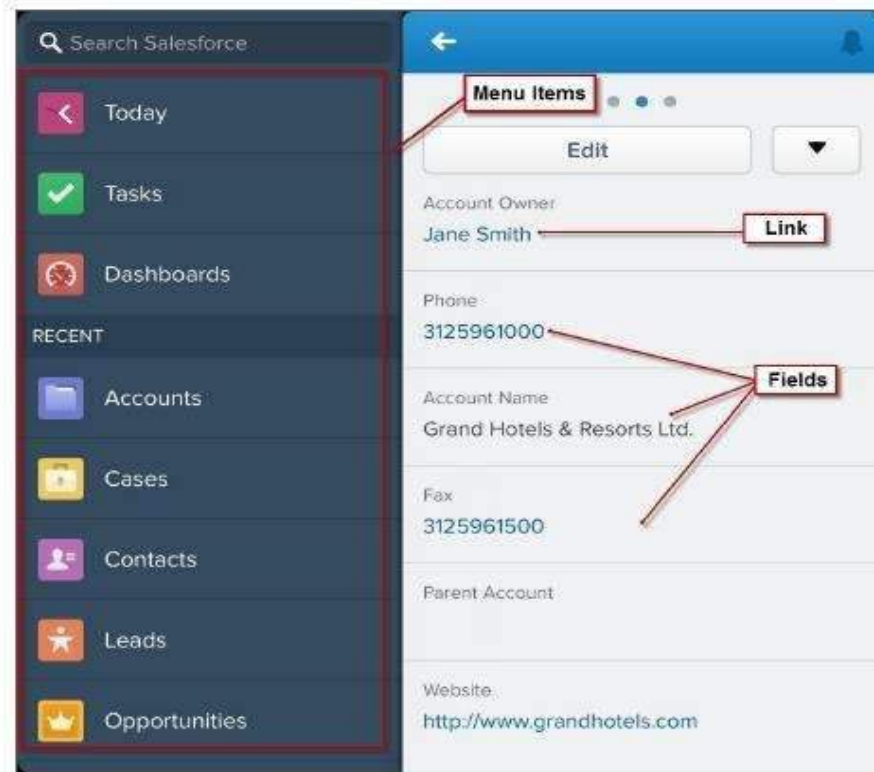 Search Salesforce
Today
Tasks
Dashboards
RECENT
Accounts
Cases
Contacts
Leads
Opportunities
Menu Items
Edit
Account Owner
Jane Smith
Link
Phone
3125961000
Fields
Account Name
Grand Hotels & Resorts Ltd.
Fax
3125961500
Parent Account
Website
http://www.grandhotels.com